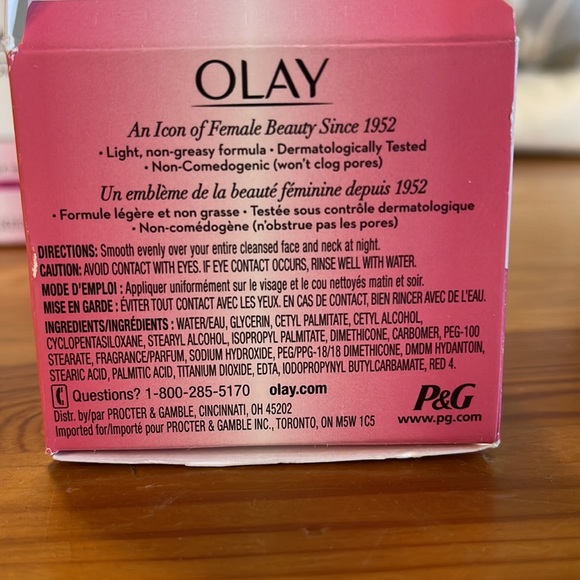 OLAY
An Icon of Female Beauty Since 1952
• Light, non-greasy formula • Dermatologically Tested
• Non-Comedogenic (won't clog pores)
Un emblème de la beauté féminine depuis 1952
• Formule légère et non grasse • Testée sous contrôle dermatologique
• Non-comédogène (n'obstrue pas les pores)
DIRECTIONS: Smooth evenly over your entire cleansed face and neck at night.
CAUTION: AVOID CONTACT WITH EYES. IF EYE CONTACT OCCURS, RINSE WELL WITH WATER.
MODE D'EMPLOI : Appliquer uniformément sur le visage et le cou nettoyés matin et soir.
MISE EN GARDE : ÉVITER TOUT CONTACT AVEC LES YEUX. EN CAS DE CONTACT, BIEN RINCER AVEC DE L'EAU.
INGREDIENTS/INGRÉDIENTS : WATER/EAU, GLYCERIN, CETYL PALMITATE, CETYL ALCOHOL,
CYCLOPENTASILOXANE, STEARYL ALCOHOL, ISOPROPYL PALMITATE, DIMETHICONE, CARBOMER, PEG-100
STEARATE, FRAGRANCE/PARFUM, SODIUM HYDROXIDE, PEG/PPG-18/18 DIMETHICONE, DMDM HYDANTOIN,
STEARIC ACID, PALMITIC ACID, TITANIUM DIOXIDE, EDTA, IODOPROPYNYL BUTYLCARBAMATE, RED 4.
Questions? 1-800-285-5170 olay.com
Distr. by/par PROCTER & GAMBLE, CINCINNATI, OH 45202
Imported for/Importé pour PROCTER & GAMBLE INC., TORONTO, ON M5W 1C5
P&G
www.pg.com